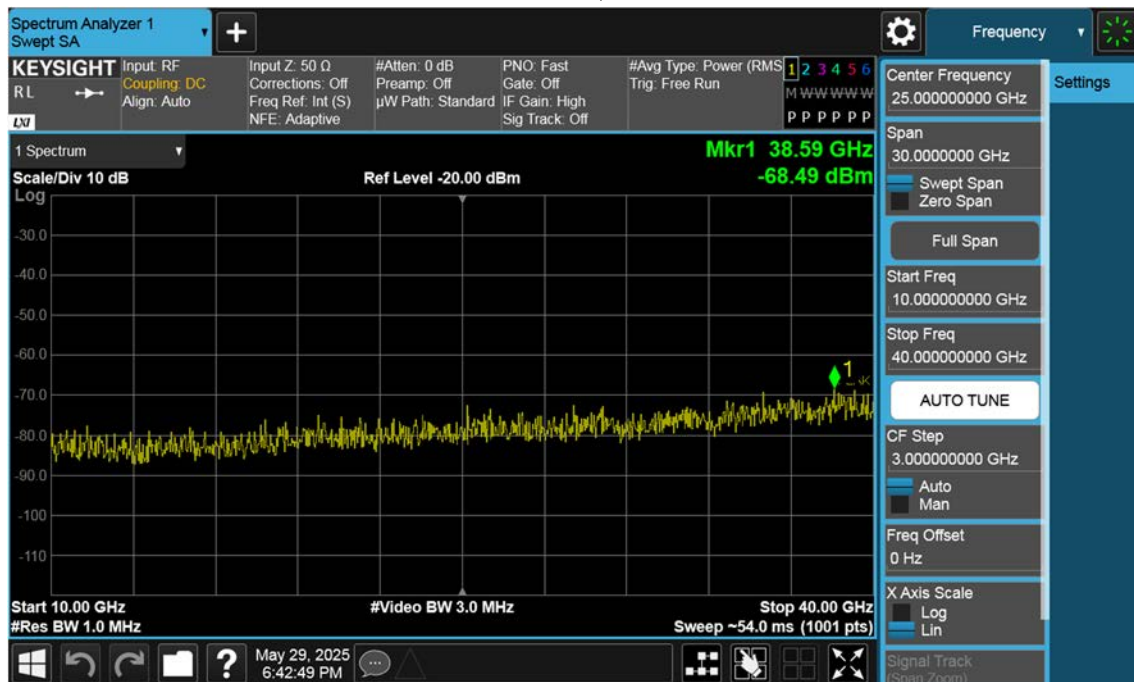 Spectrum Analyzer 1
Swept SA
Frequency
KEYSIGHT
RL
LXI
Input: RF
Coupling: DC
Align: Auto
Input Z: 50 Ω
Corrections: Off
Freq Ref: Int (S)
NFE: Adaptive
#Atten: 0 dB
Preamp: Off
µW Path: Standard
PNO: Fast
Gate: Off
IF Gain: High
Sig Track: Off
#Avg Type: Power (RMS
Trig: Free Run
1 2 3 4 5 6
M W W W W W
P P P P P P
1 Spectrum
Scale/Div 10 dB
Ref Level -20.00 dBm
Mkr1 38.59 GHz
-68.49 dBm
Log
-30.0
-40.0
-50.0
-60.0
-70.0
-80.0
-90.0
-100
-110
1
Start 10.00 GHz
#Video BW 3.0 MHz
Stop 40.00 GHz
#Res BW 1.0 MHz
Sweep ~54.0 ms (1001 pts)
?
May 29, 2025
6:42:49 PM
Center Frequency
25.000000000 GHz
Span
30.0000000 GHz
Swept Span
Zero Span
Full Span
Start Freq
10.000000000 GHz
Stop Freq
40.000000000 GHz
AUTO TUNE
CF Step
3.000000000 GHz
Auto
Man
Freq Offset
0 Hz
X Axis Scale
Log
Lin
Signal Track
(Span Zoom)
Settings